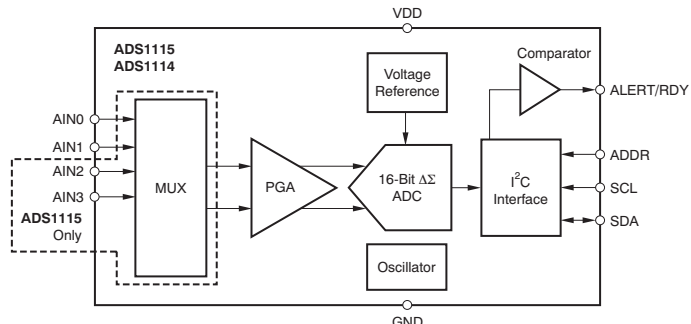 VDD
ADS1115
ADS1114
Comparator
Voltage
Reference
ALERT/RDY
AIN0
AIN1
AIN2
AIN3
MUX
PGA
16-Bit ΔΣ
ADC
I²C
Interface
ADDR
SCL
SDA
ADS1115
Only
Oscillator
GND